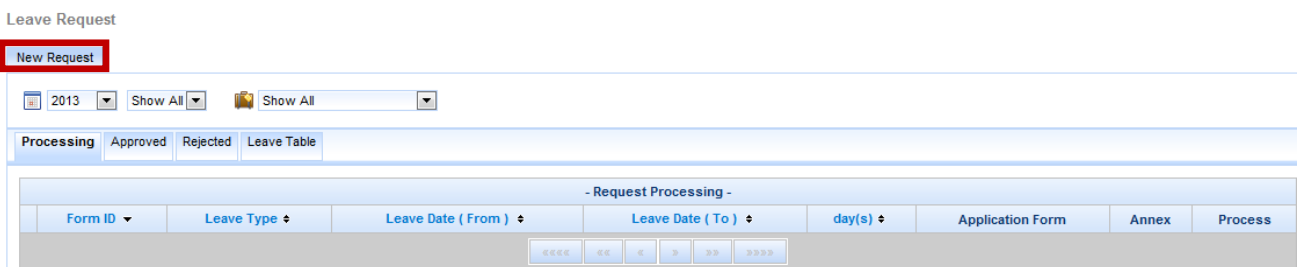 Leave Request
New Request
2013 Show All Show All
Processing Approved Rejected Leave Table
- Request Processing -
Form ID Leave Type Leave Date ( From ) Leave Date ( To ) day(s) Application Form Annex Process
«««« «« « » »» »»»»